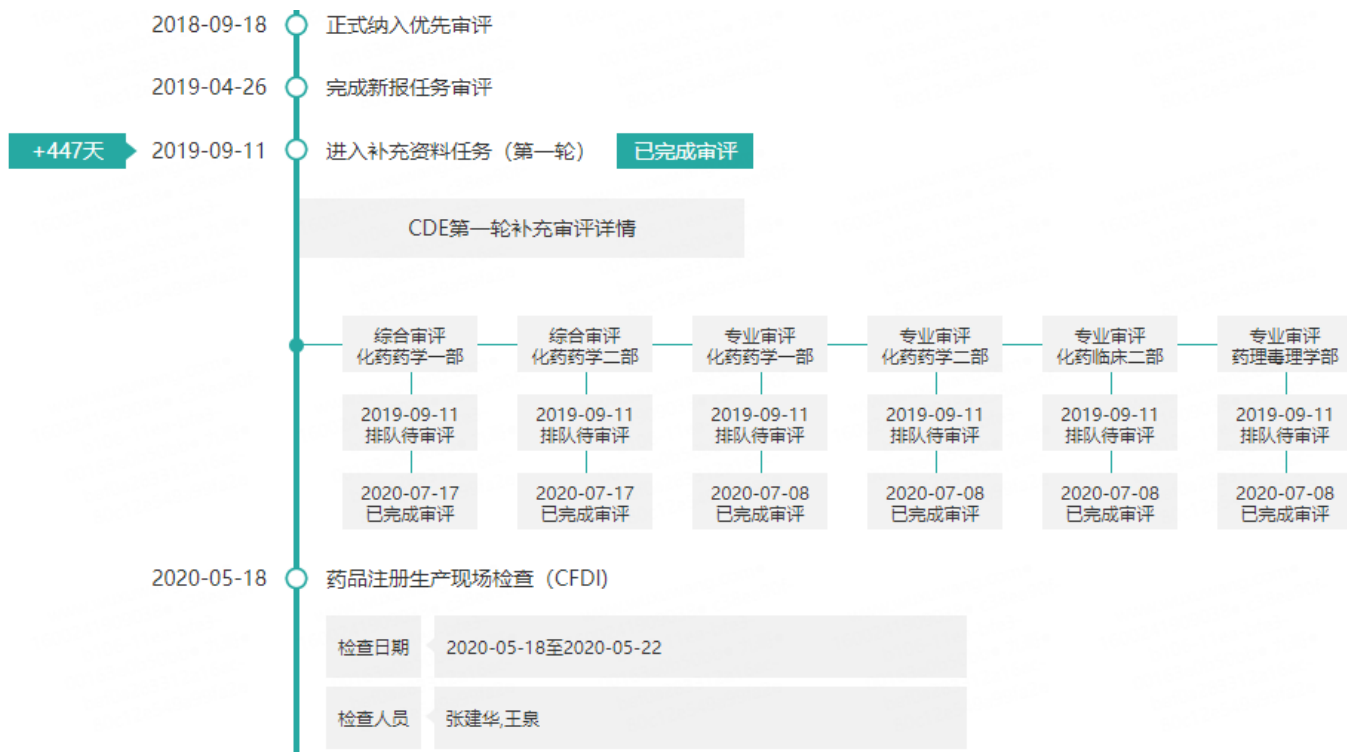 2018-09-18 正式纳入优先审评
2019-04-26 完成新报任务审评
+447天 2019-09-11 进入补充资料任务（第一轮） 已完成审评
CDE第一轮补充审评详情
综合审评 综合审评 专业审评 专业审评 专业审评 专业审评
化药药学一部 化药药学二部 化药药学一部 化药药学二部 化药临床二部 药理毒理学部
2019-09-11 2019-09-11 2019-09-11 2019-09-11 2019-09-11 2019-09-11
排队待审评 排队待审评 排队待审评 排队待审评 排队待审评 排队待审评
2020-07-17 2020-07-17 2020-07-08 2020-07-08 2020-07-08 2020-07-08
已完成审评 已完成审评 已完成审评 已完成审评 已完成审评 已完成审评
2020-05-18 药品注册生产现场检查（CFDI)
检查日期 2020-05-18至2020-05-22
检查人员 张建华,王泉